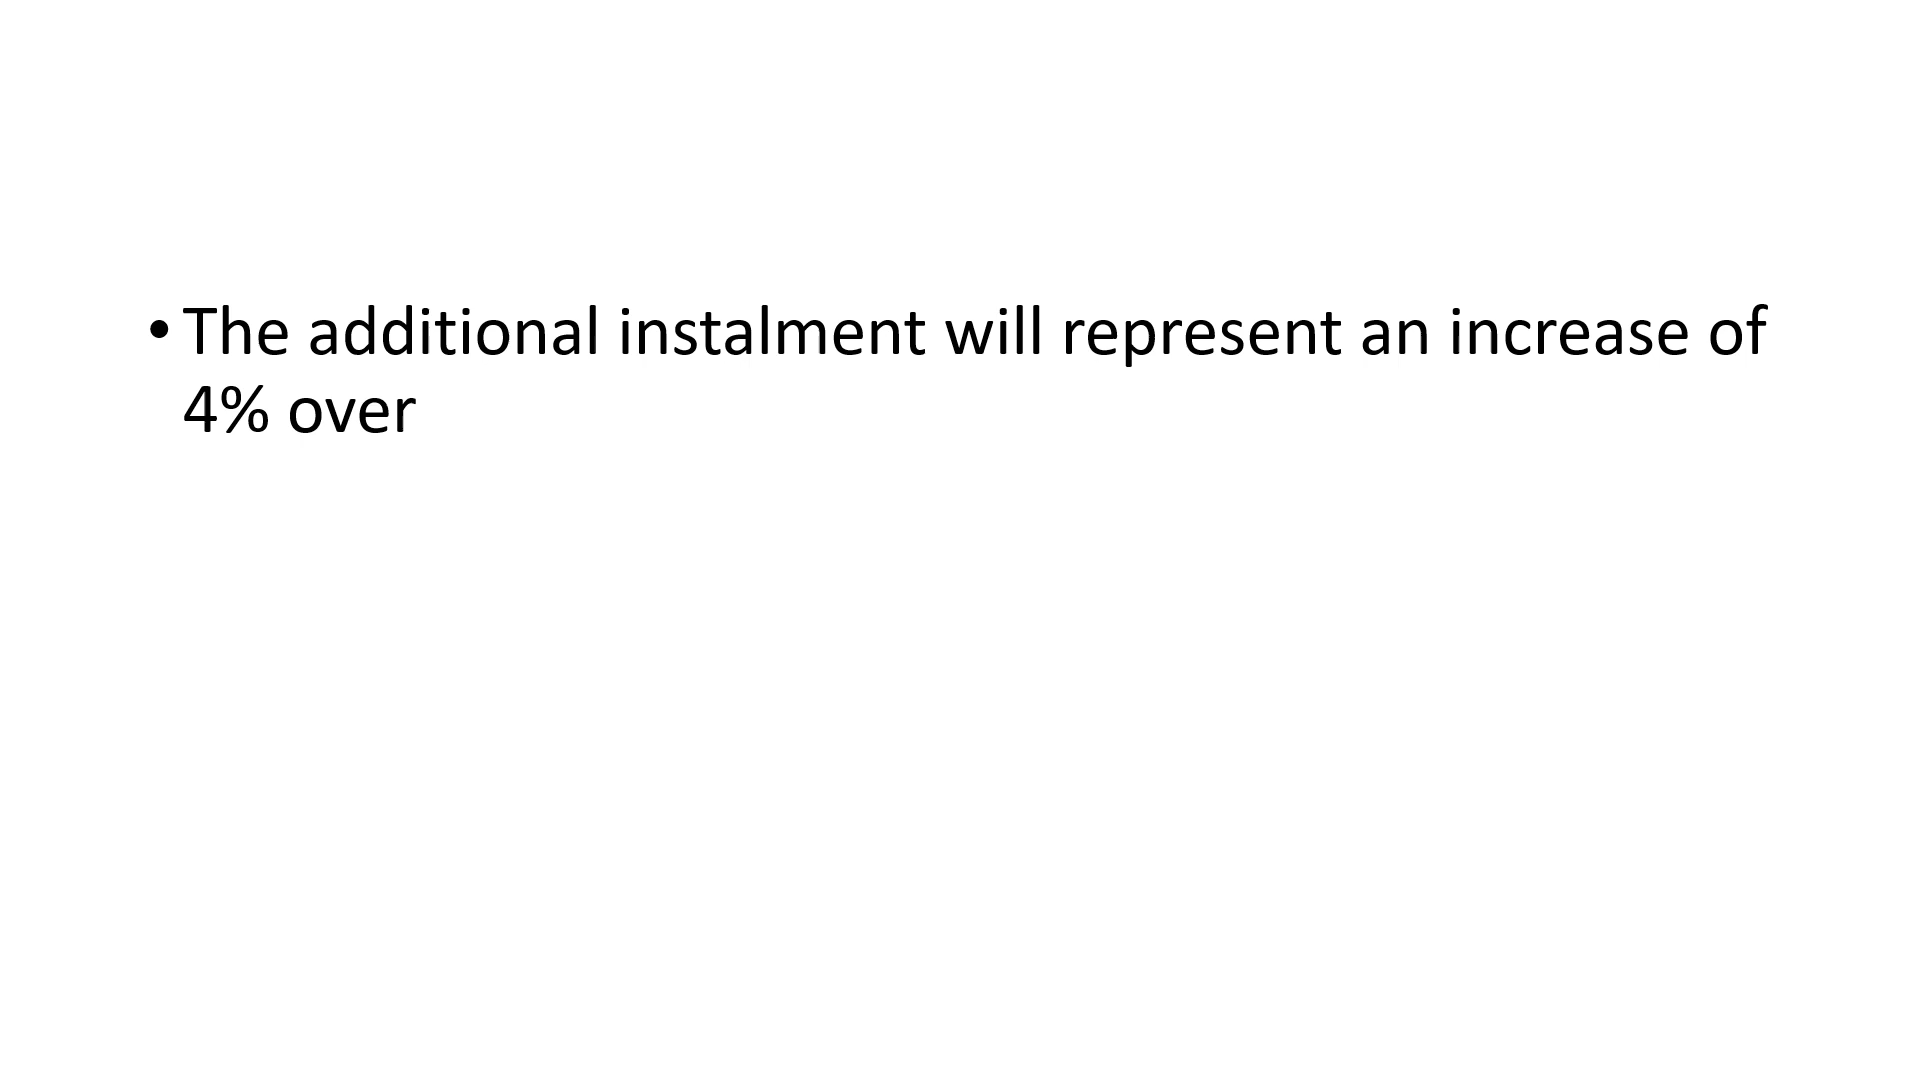 • The additional instalment will represent an increase of
4% over